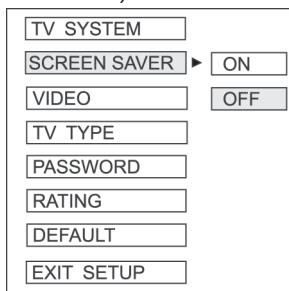 TV SYSTEM
SCREEN SAVER ▶ ON
VIDEO OFF
TV TYPE
PASSWORD
RATING
DEFAULT
EXIT SETUP